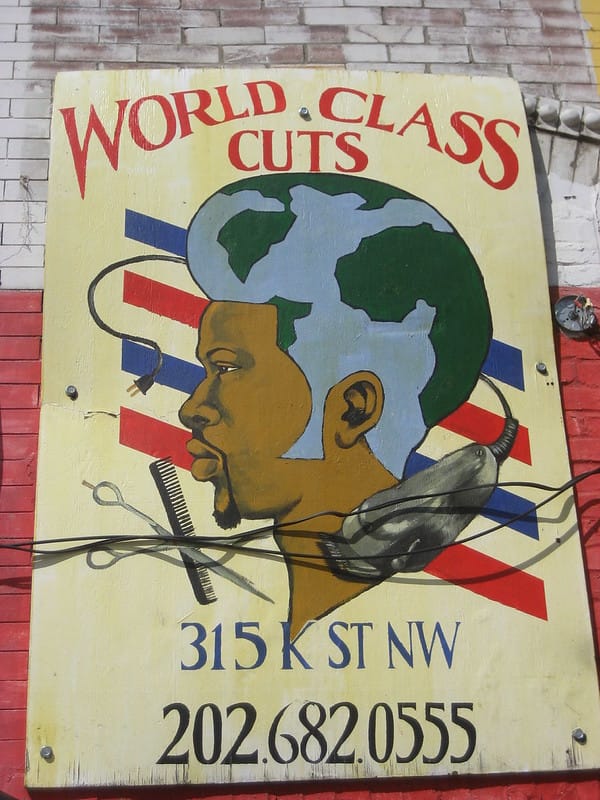 WORLD CLASS
CUTS
315 K ST NW
202.682.0555